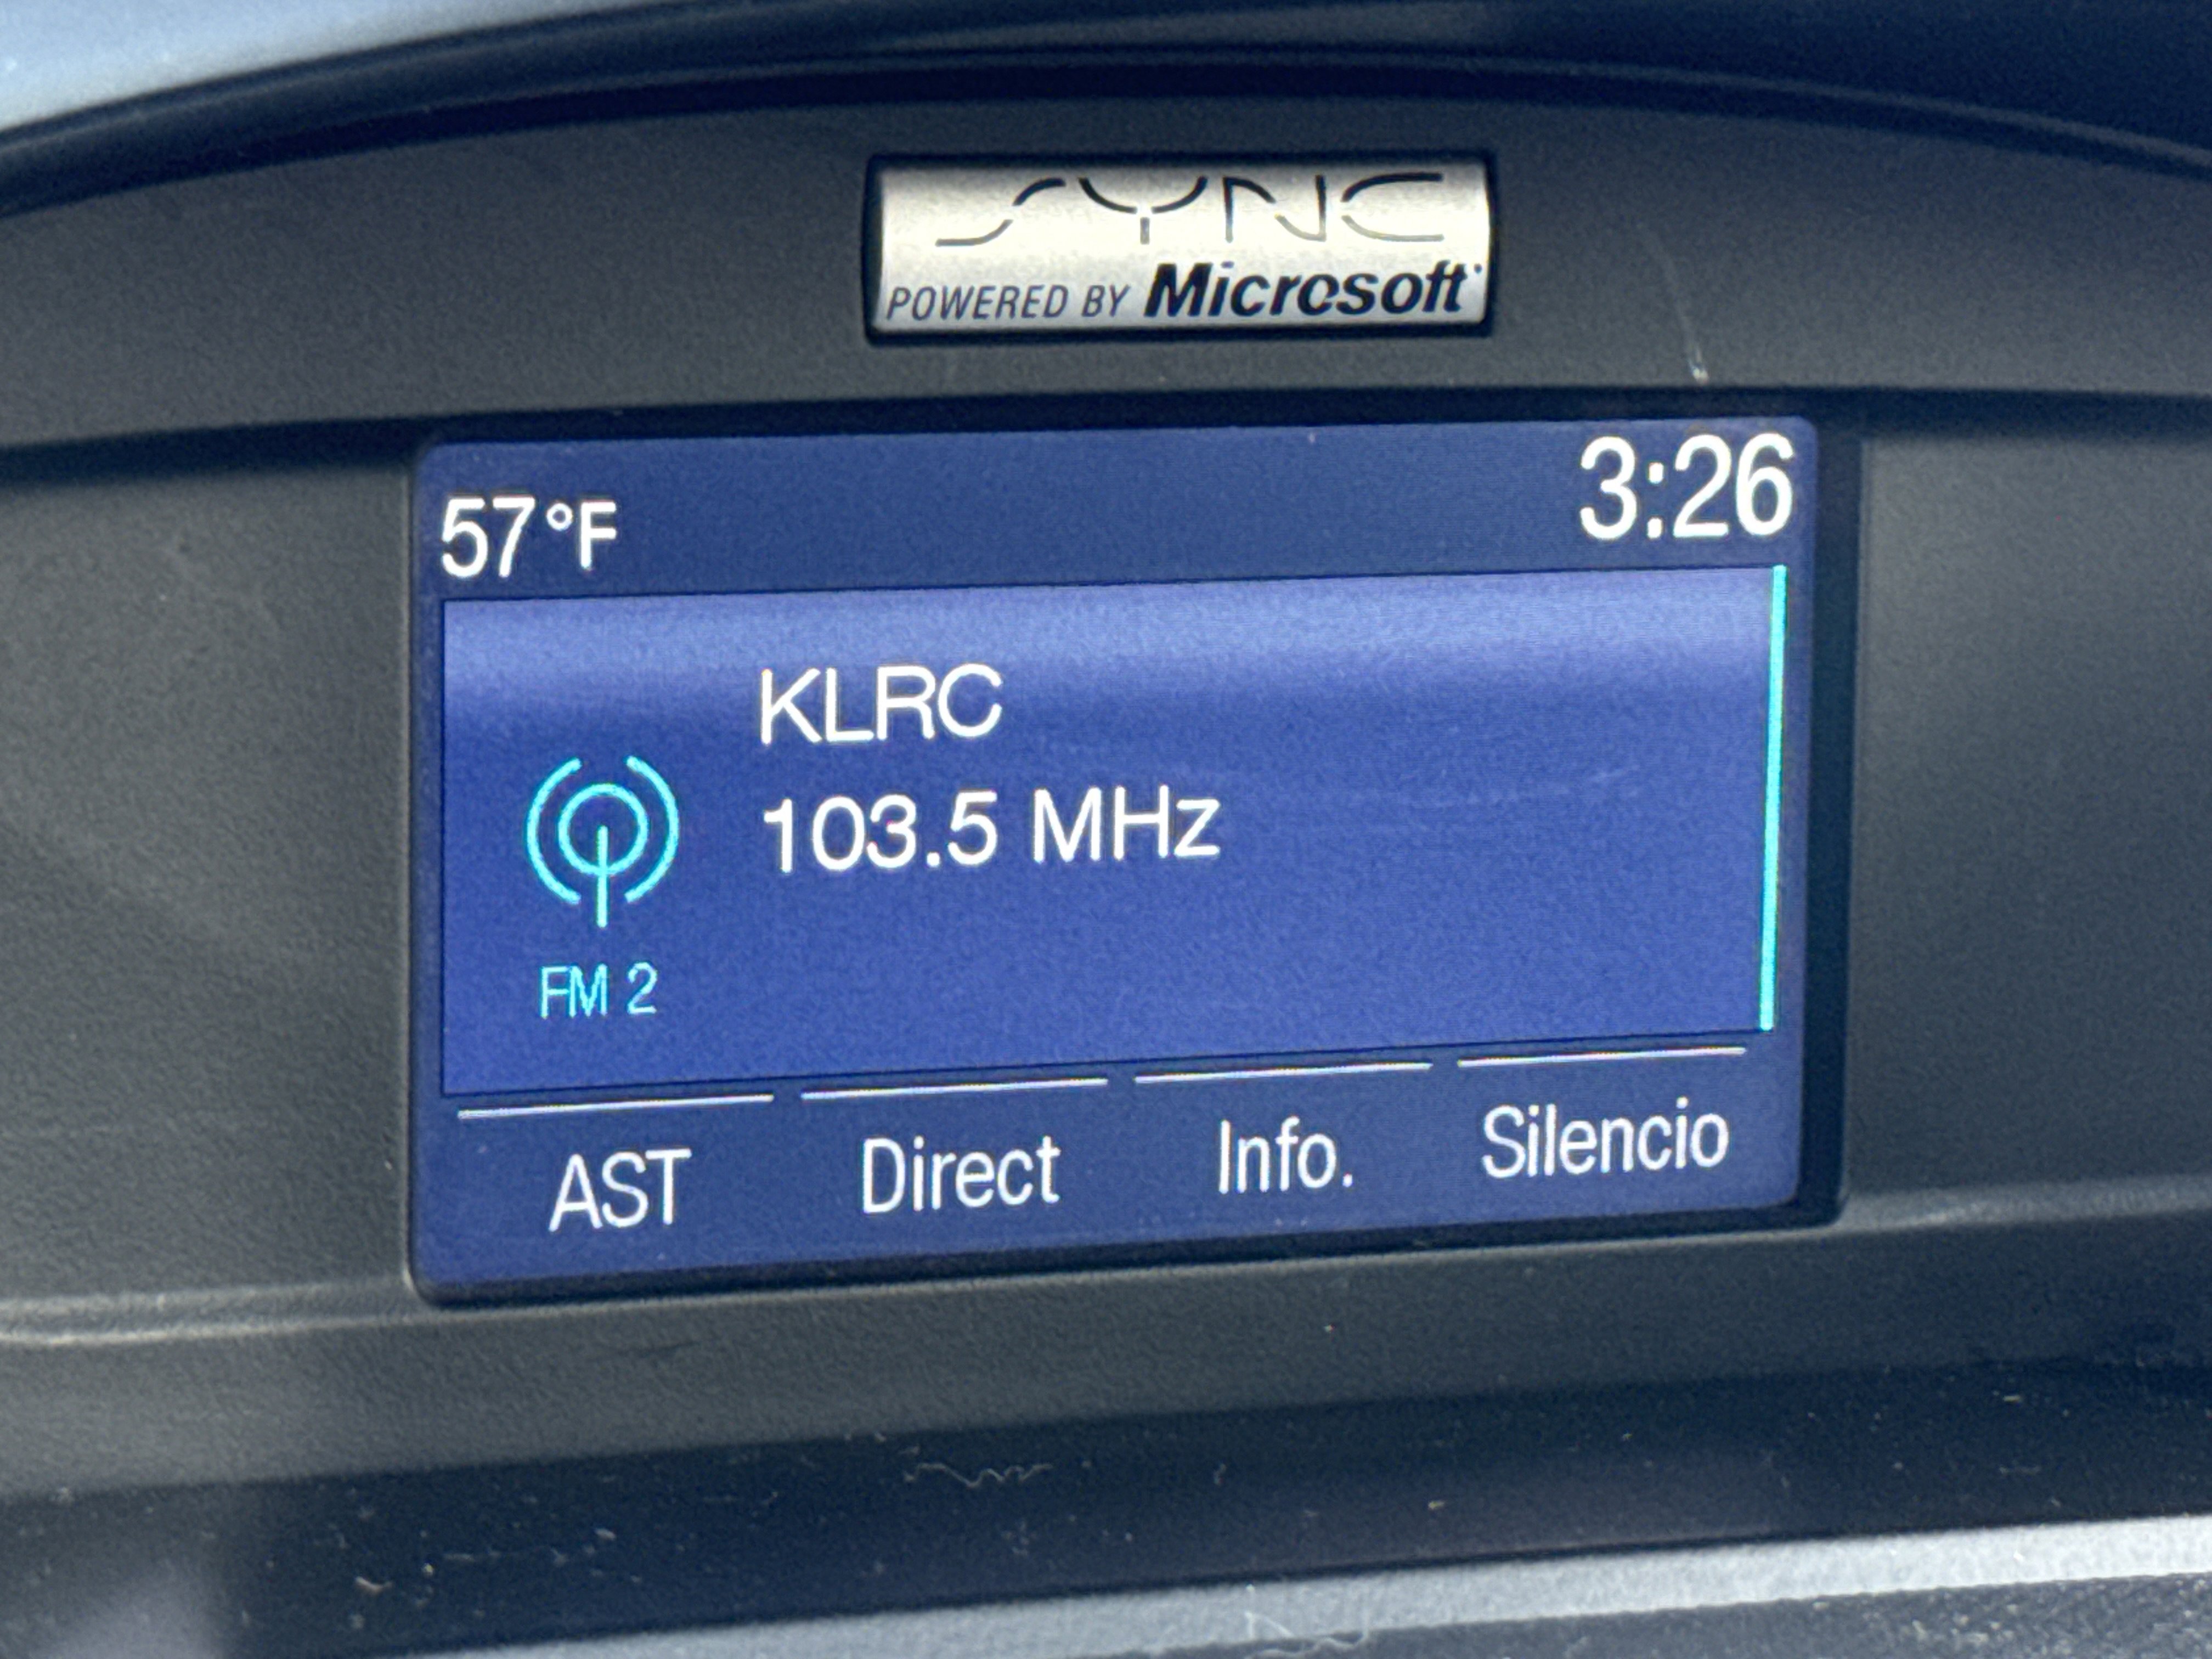 SYNC
POWERED BY Microsoft
57°F 3:26
KLRC
103.5 MHz
FM 2
AST Direct Info. Silencio